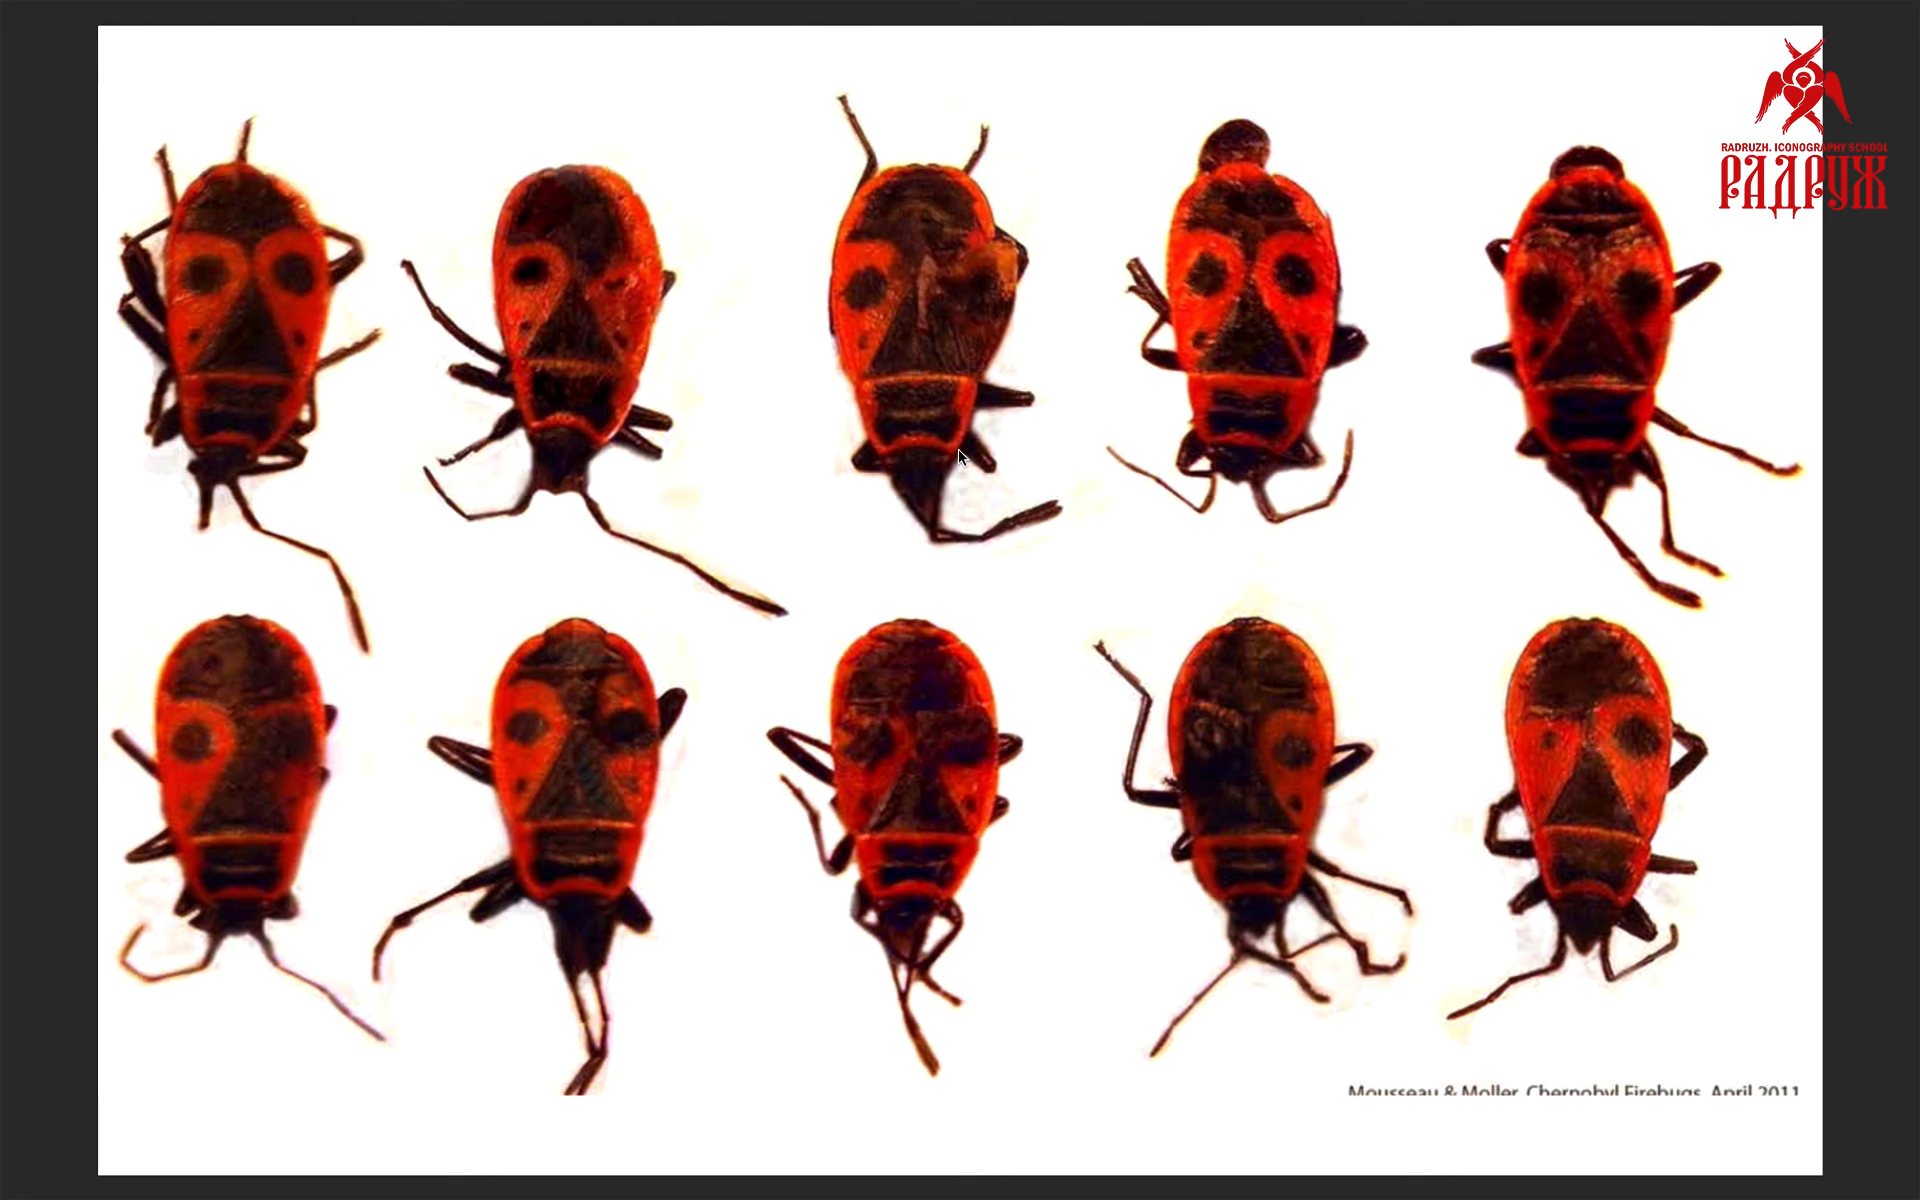 RADRUZH. ICONOGRAPHY SCHOOL
РАДРУЖ
Mousseau & Moller, Chernobyl Firebugs, April 2011